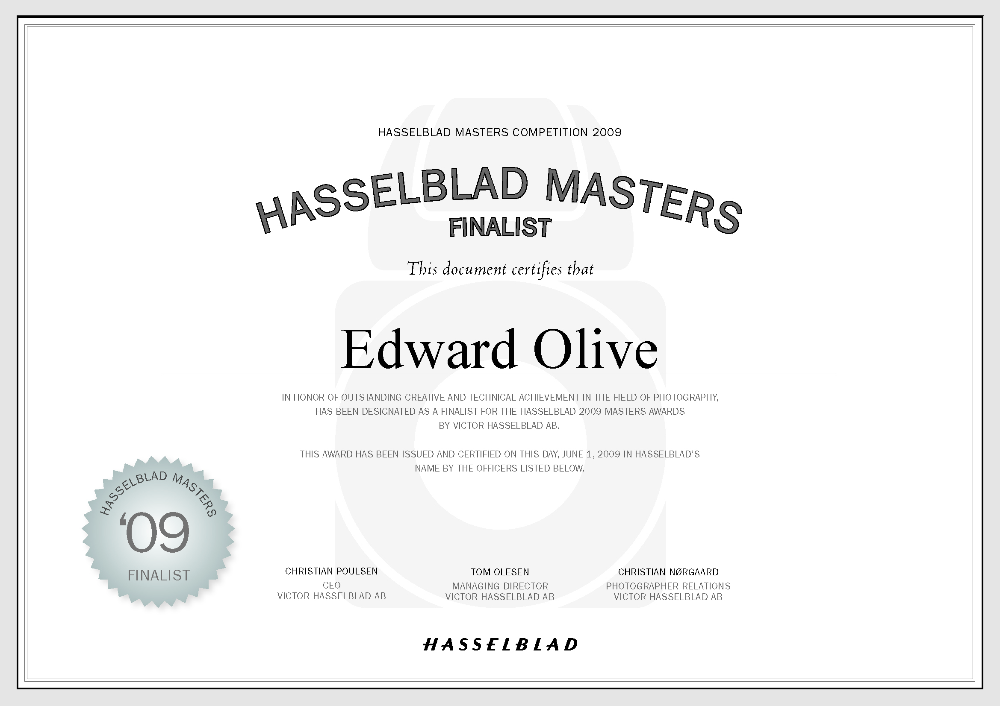 HASSELBLAD MASTERS COMPETITION 2009
HASSELBLAD MASTERS
FINALIST
This document certifies that
Edward Olive
IN HONOR OF OUTSTANDING CREATIVE AND TECHNICAL ACHIEVEMENT IN THE FIELD OF PHOTOGRAPHY,
HAS BEEN DESIGNATED AS A FINALIST FOR THE HASSELBLAD 2009 MASTERS AWARDS
BY VICTOR HASSELBLAD AB.
THIS AWARD HAS BEEN ISSUED AND CERTIFIED ON THIS DAY, JUNE 1, 2009 IN HASSELBLAD’S
NAME BY THE OFFICERS LISTED BELOW.
HASSELBLAD MASTERS
‘09
FINALIST
CHRISTIAN POULSEN
CEO
VICTOR HASSELBLAD AB
TOM OLESEN
MANAGING DIRECTOR
VICTOR HASSELBLAD AB
CHRISTIAN NØRGAARD
PHOTOGRAPHER RELATIONS
VICTOR HASSELBLAD AB
HASSELBLAD